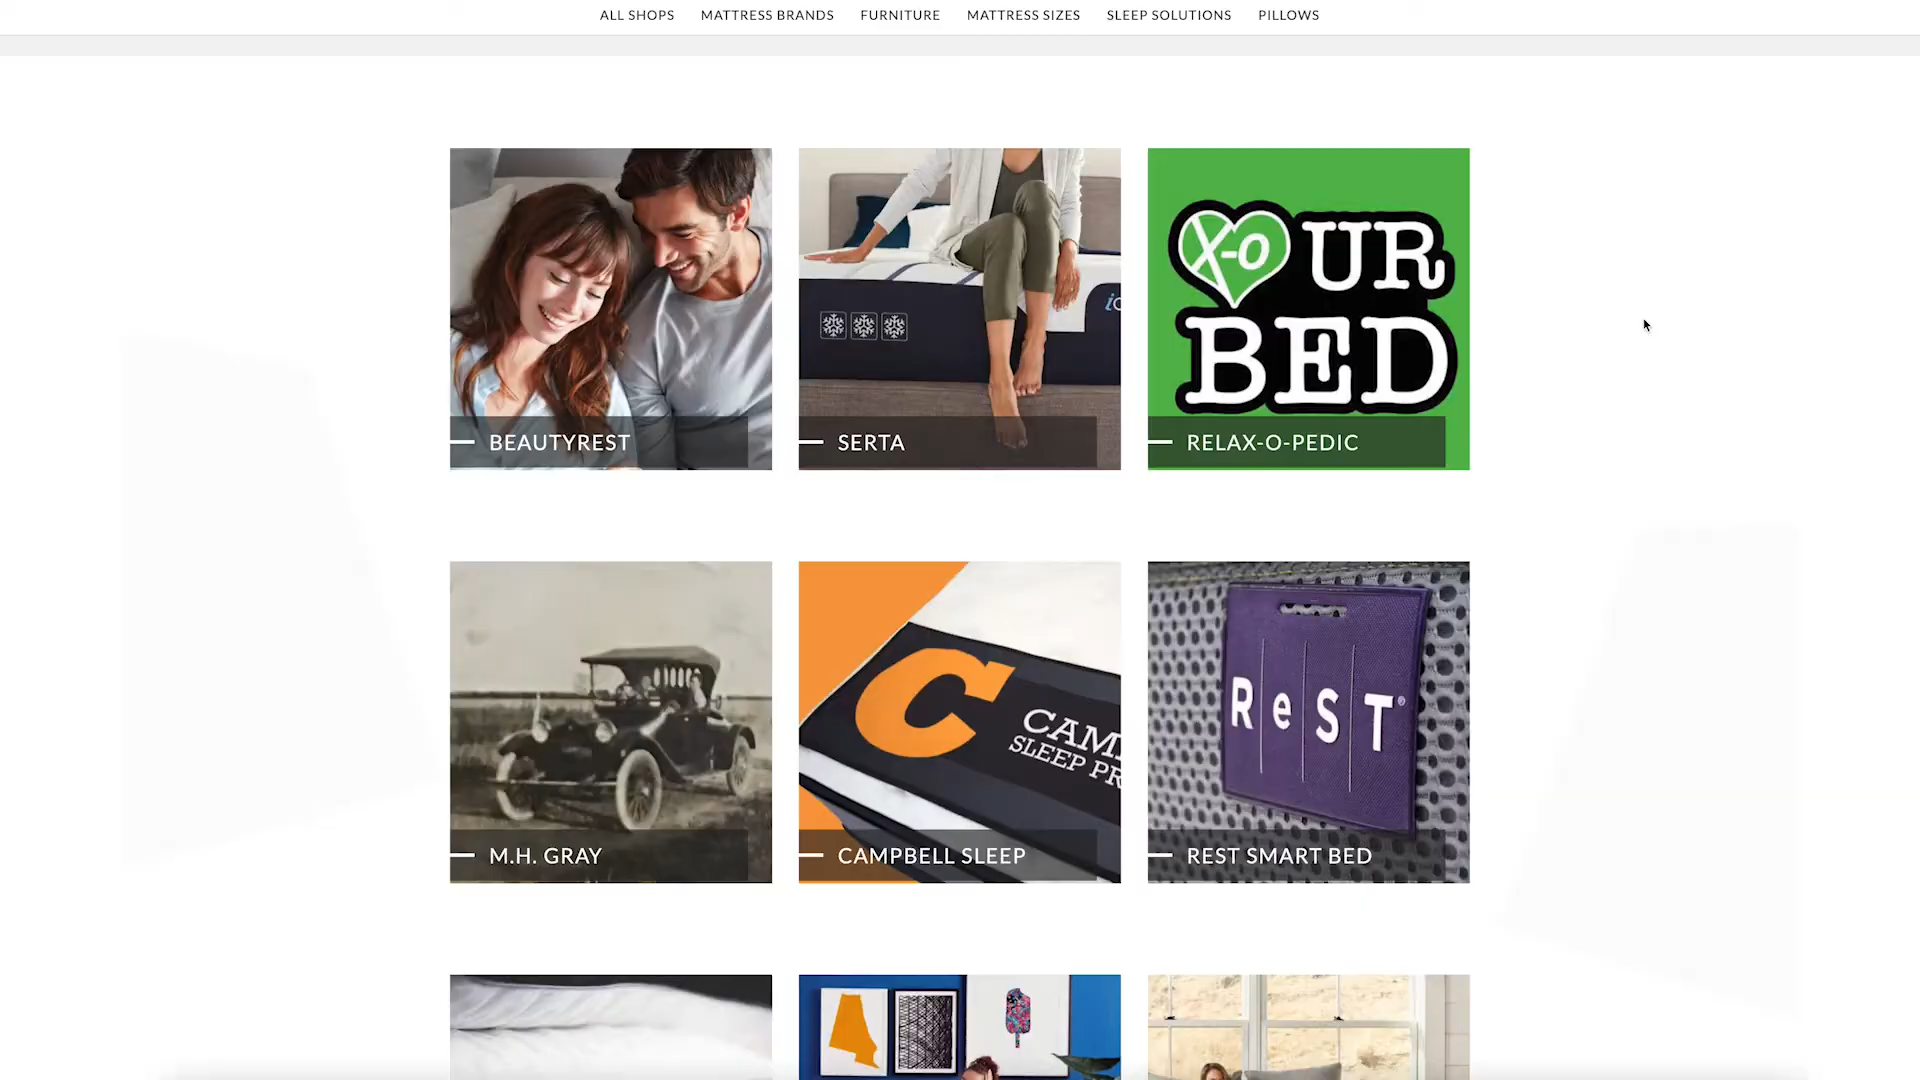 ALL SHOPS MATTRESS BRANDS FURNITURE MATTRESS SIZES SLEEP SOLUTIONS PILLOWS
X-O UR
BED
BEAUTYREST
SERTA
RELAX-O-PEDIC
C CAM
SLEEP PR
ReST®
M.H. GRAY
CAMPBELL SLEEP
REST SMART BED